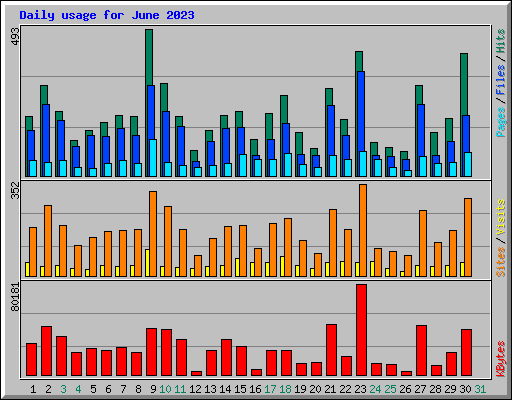 Daily usage for June 2023
493
Pages / Files / Hits
352
Sites / Visits
80181
KBytes
1 2 3 4 5 6 7 8 9 10 11 12 13 14 15 16 17 18 19 20 21 22 23 24 25 26 27 28 29 30 31